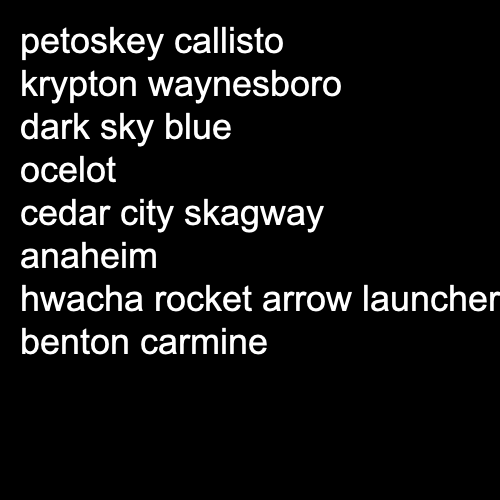 petoskey callisto
krypton waynesboro
dark sky blue
ocelot
cedar city skagway
anaheim
hwacha rocket arrow launcher
benton carmine